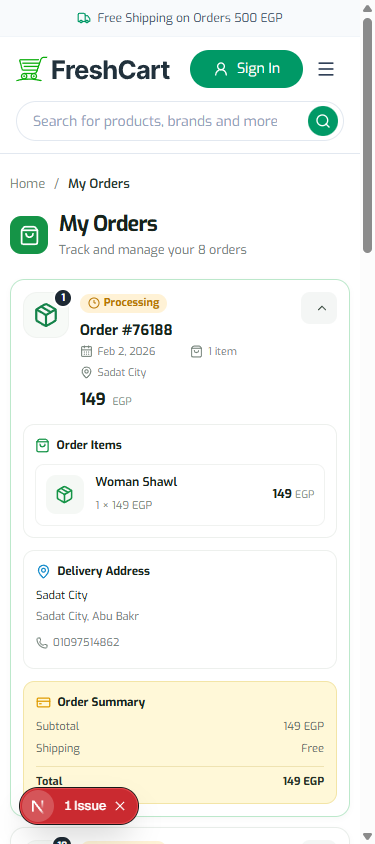 Free Shipping on Orders 500 EGP
FreshCart
Sign In
Search for products, brands and more
Home / My Orders
My Orders
Track and manage your 8 orders
1
Processing
Order #76188
Feb 2, 2026 1 item
Sadat City
149 EGP
Order Items
Woman Shawl
1 × 149 EGP
149 EGP
Delivery Address
Sadat City
Sadat City, Abu Bakr
01097514862
Order Summary
Subtotal 149 EGP
Shipping Free
Total 149 EGP
N 1 Issue